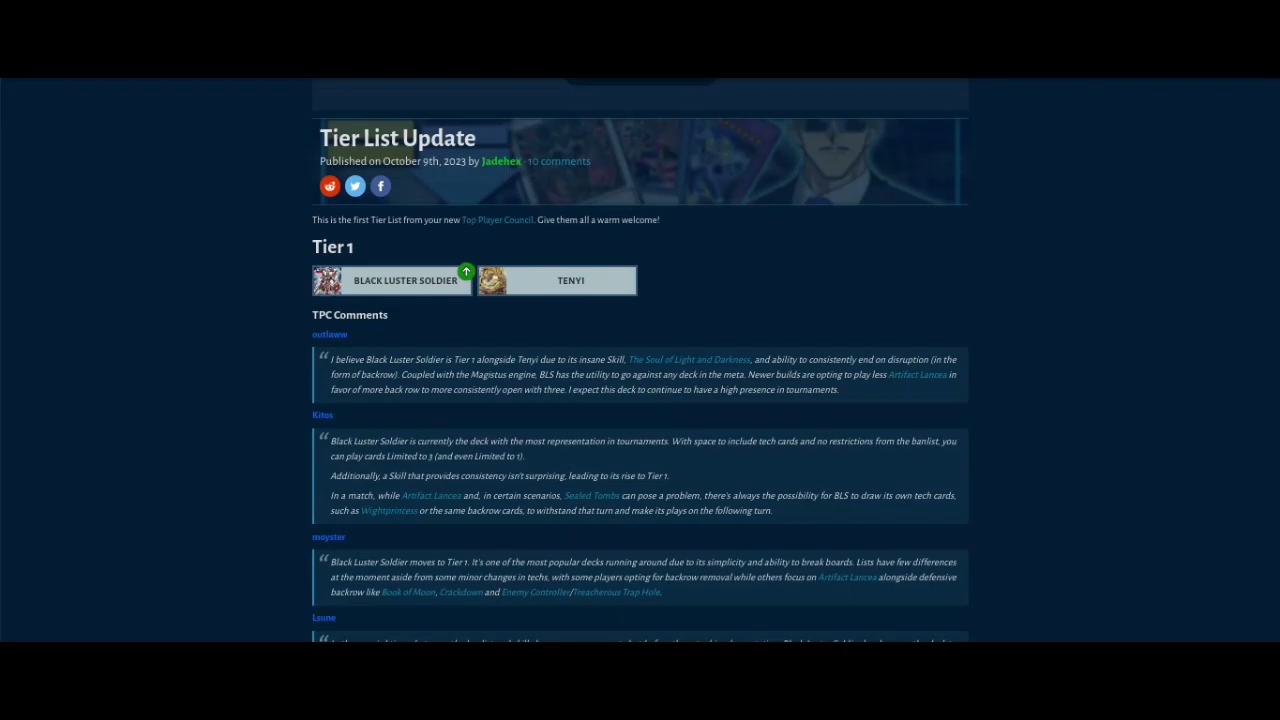 Tier List Update
Published on October 9th, 2023 by Jadehex · 10 comments
This is the first Tier List from your new Top Player Council. Give them all a warm welcome!
Tier 1
BLACK LUSTER SOLDIER
TENYI
TPC Comments
outlaww
I believe Black Luster Soldier is Tier 1 alongside Tenyi due to its insane Skill, The Soul of Light and Darkness, and ability to consistently end on disruption (in the
form of backrow). Coupled with the Magistus engine, BLS has the utility to go against any deck in the meta. Newer builds are opting to play less Artifact Lancea in
favor of more back row to more consistently open with three. I expect this deck to continue to have a high presence in tournaments.
Kitos
Black Luster Soldier is currently the deck with the most representation in tournaments. With space to include tech cards and no restrictions from the banlist, you
can play cards Limited to 3 (and even Limited to 1).
Additionally, a Skill that provides consistency isn't surprising, leading to its rise to Tier 1.
In a match, while Artifact Lancea and, in certain scenarios, Sealed Tombs can pose a problem, there's always the possibility for BLS to draw its own tech cards,
such as Wightprincess or the same backrow cards, to withstand that turn and make its plays on the following turn.
moyster
Black Luster Soldier moves to Tier 1. It's one of the most popular decks running around due to its simplicity and ability to break boards. Lists have few differences
at the moment aside from some minor changes in techs, with some players opting for backrow removal while others focus on Artifact Lancea alongside defensive
backrow like Book of Moon, Crackdown and Enemy Controller/Treacherous Trap Hole.
Lsune